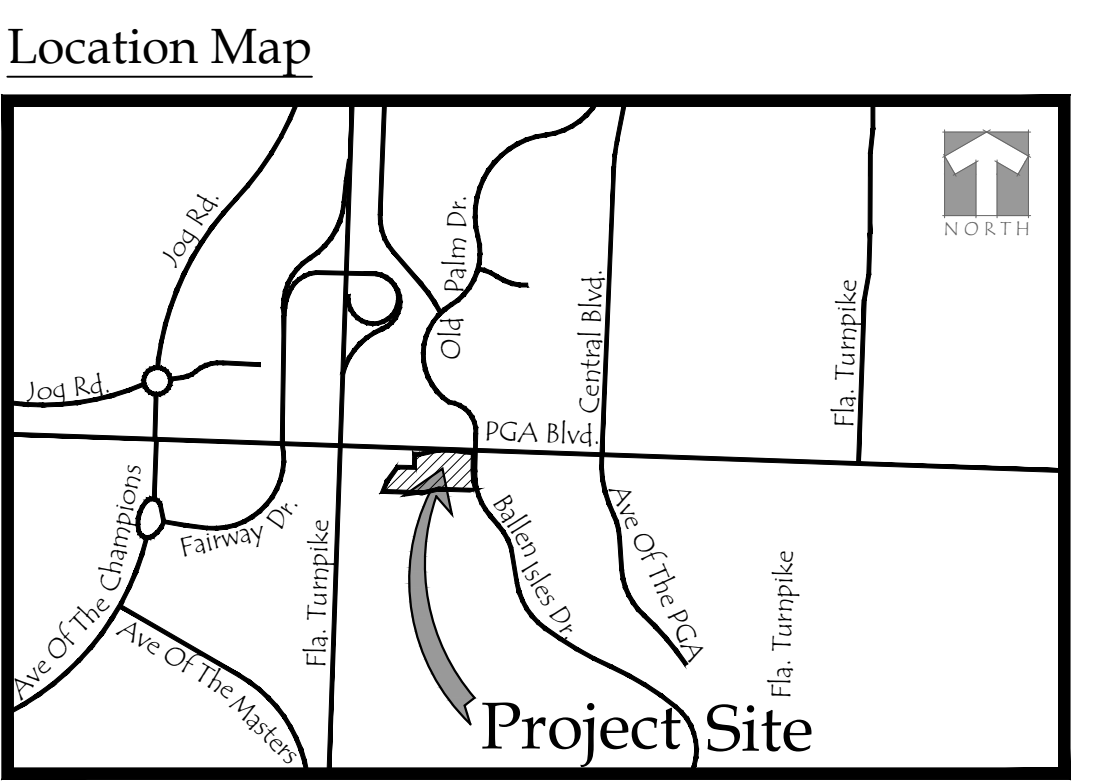 Location Map
NORTH
Jog Rd.
Old Palm Dr.
Central Blvd.
Fla. Turnpike
Jog Rd.
PGA Blvd.
Ave Of The Champions
Fairway Dr.
Fla. Turnpike
Ballen Isles Dr.
Ave Of The PGA
Fla. Turnpike
Ave Of The Masters
Project Site